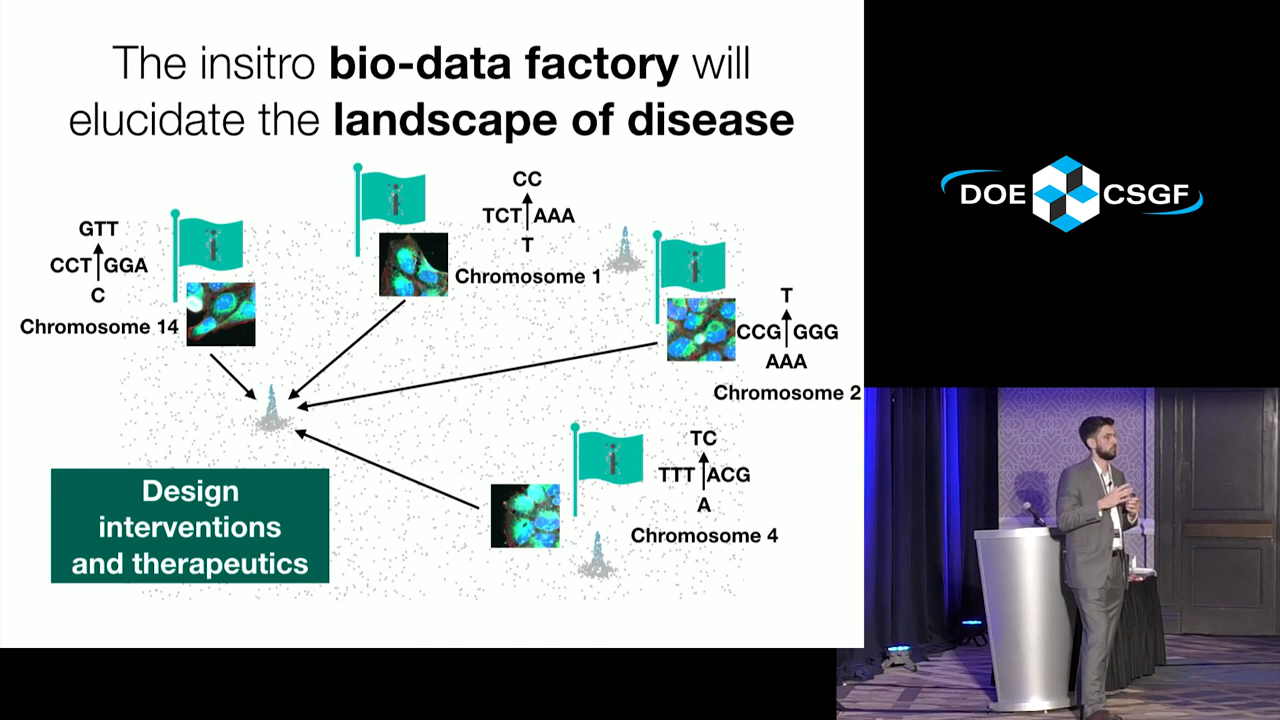 The insitro bio-data factory will
elucidate the landscape of disease
CC
TCT AAA
T
Chromosome 1
GTT
CCT GGA
C
Chromosome 14
T
CCG GGG
AAA
Chromosome 2
TC
TTT ACG
A
Chromosome 4
Design
interventions
and therapeutics
DOE CSGF